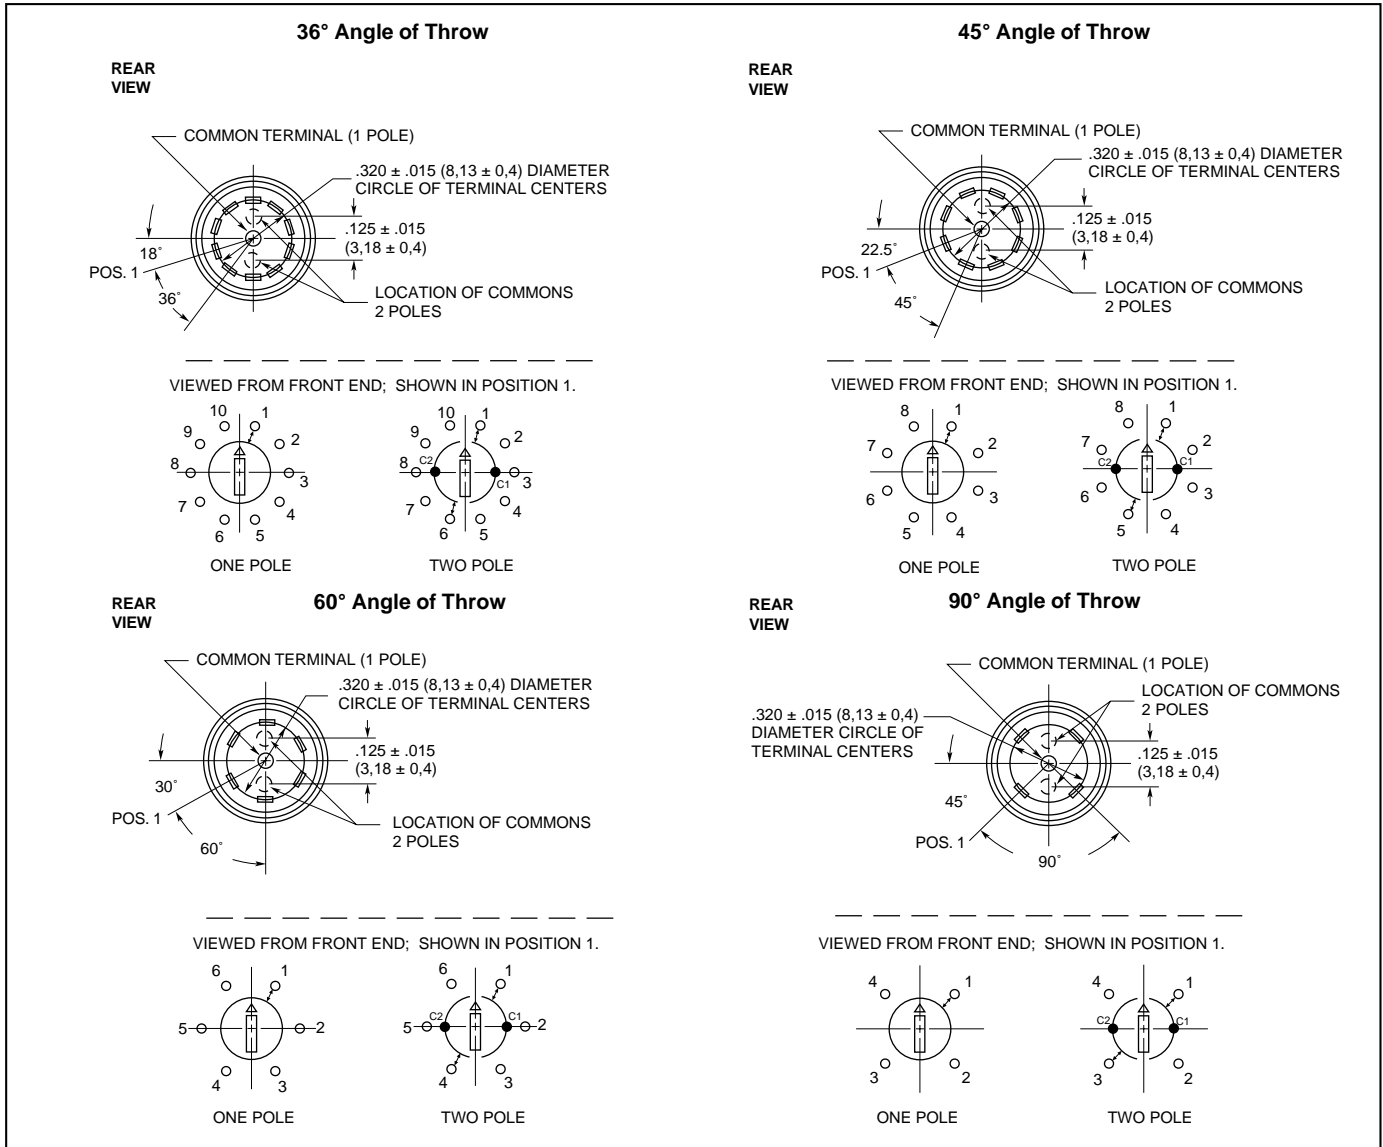 36° Angle of Throw
REAR
VIEW
COMMON TERMINAL (1 POLE)
.320 ± .015 (8,13 ± 0,4) DIAMETER
CIRCLE OF TERMINAL CENTERS
.125 ± .015
(3,18 ± 0,4)
18°
POS. 1
36°
LOCATION OF COMMONS
2 POLES
VIEWED FROM FRONT END; SHOWN IN POSITION 1.
10 1
9 2
8 3
7 4
6 5
ONE POLE
10 1
9 2
8 C2 C1 3
7 4
6 5
TWO POLE
45° Angle of Throw
REAR
VIEW
COMMON TERMINAL (1 POLE)
.320 ± .015 (8,13 ± 0,4) DIAMETER
CIRCLE OF TERMINAL CENTERS
.125 ± .015
(3,18 ± 0,4)
22.5°
POS. 1
45°
LOCATION OF COMMONS
2 POLES
VIEWED FROM FRONT END; SHOWN IN POSITION 1.
8 1
7 2
6 3
5 4
ONE POLE
8 1
7 2
C2 C1
6 3
5 4
TWO POLE
60° Angle of Throw
REAR
VIEW
COMMON TERMINAL (1 POLE)
.320 ± .015 (8,13 ± 0,4) DIAMETER
CIRCLE OF TERMINAL CENTERS
.125 ± .015
(3,18 ± 0,4)
30°
POS. 1
60°
LOCATION OF COMMONS
2 POLES
VIEWED FROM FRONT END; SHOWN IN POSITION 1.
6 1
5 2
4 3
ONE POLE
6 1
5 C2 C1 2
4 3
TWO POLE
90° Angle of Throw
REAR
VIEW
COMMON TERMINAL (1 POLE)
LOCATION OF COMMONS
2 POLES
.320 ± .015 (8,13 ± 0,4)
DIAMETER CIRCLE OF
TERMINAL CENTERS
.125 ± .015
(3,18 ± 0,4)
45°
POS. 1
90°
VIEWED FROM FRONT END; SHOWN IN POSITION 1.
4 1
3 2
ONE POLE
4 1
C2 C1
3 2
TWO POLE